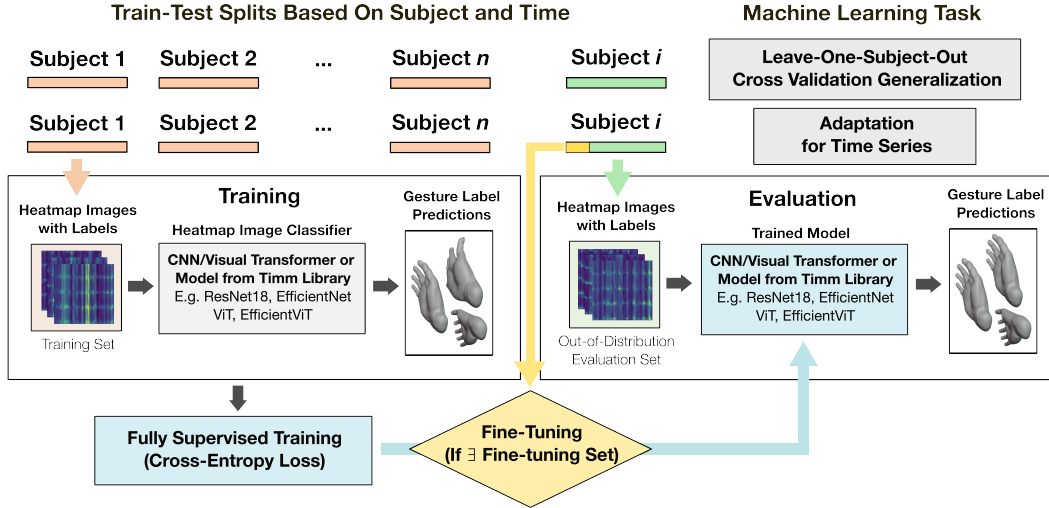 Train-Test Splits Based On Subject and Time
Machine Learning Task
Subject 1
Subject 2
...
Subject n
Subject i
Leave-One-Subject-Out
Cross Validation Generalization
Subject 1
Subject 2
...
Subject n
Subject i
Adaptation
for Time Series
Training
Heatmap Images
with Labels
Heatmap Image Classifier
Gesture Label
Predictions
CNN/Visual Transformer or
Model from Timm Library
E.g. ResNet18, EfficientNet
ViT, EfficientViT
Training Set
Evaluation
Heatmap Images
with Labels
Trained Model
Gesture Label
Predictions
CNN/Visual Transformer or
Model from Timm Library
E.g. ResNet18, EfficientNet
ViT, EfficientViT
Out-of-Distribution
Evaluation Set
Fully Supervised Training
(Cross-Entropy Loss)
Fine-Tuning
(If ∃ Fine-tuning Set)